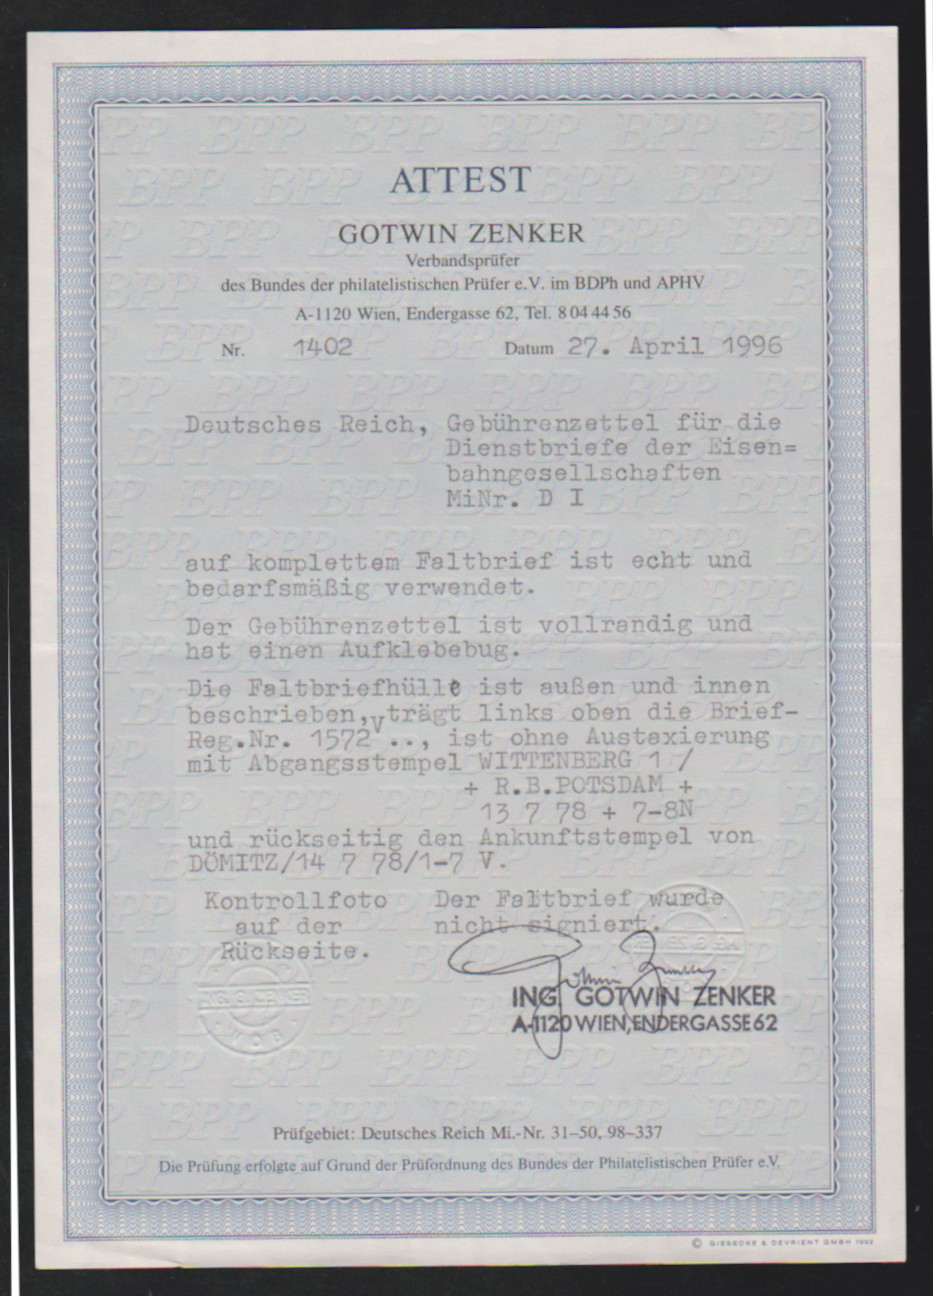 ATTEST
GOTWIN ZENKER
Verbandsprüfer
des Bundes der philatelistischen Prüfer e.V. im BDPh und APHV
A-1120 Wien, Endergasse 62, Tel. 8 04 44 56
Nr. 1402 Datum 27. April 1996
Deutsches Reich, Gebührenzettel für die
Dienstbriefe der Eisen=
bahngesellschaften
MiNr. D I
auf komplettem Faltbrief ist echt und
bedarfsmäßig verwendet.
Der Gebührenzettel ist vollrandig und
hat einen Aufklebebug.
Die Faltbriefhülle ist außen und innen
beschrieben, trägt links oben die Brief-
Reg.Nr. 1572 v .., ist ohne Austaxierung
mit Abgangsstempel WITTENBERG 1 /
+ R.B.POTSDAM +
13 7 78 + 7-8N
und rückseitig den Ankunftstempel von
DÖMITZ/14 7 78/1-7 V.
Kontrollfoto Der Faltbrief wurde
auf der nicht signiert.
Rückseite.
ING. G. ZENKER
WOB
ING. GOTWIN ZENKER
A-1120 WIEN, ENDERGASSE 62
Prüfgebiet: Deutsches Reich Mi.-Nr. 31–50, 98–337
Die Prüfung erfolgte auf Grund der Prüfordnung des Bundes der Philatelistischen Prüfer e.V.
© GIESECKE & DEVRIENT GMBH 1992